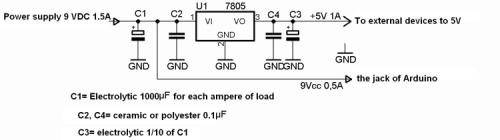 C1 C2 U1 7805 C4 C3
Power supply 9 VDC 1.5A
1 VI VO 3 +5V 1A
To external devices to 5V
GND
2
+ +
GND GND GND GND GND GND
9Vcc 0,5A
the jack of Arduino
C1= Electrolytic 1000µF for each ampere of load
C2, C4= ceramic or polyester 0.1µF
C3= electrolytic 1/10 of C1